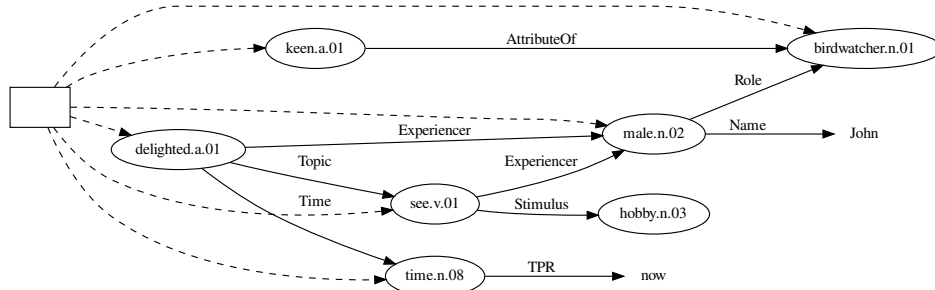 keen.a.01
AttributeOf
birdwatcher.n.01
Role
delighted.a.01
Experiencer
male.n.02
Name
John
Topic
Experiencer
see.v.01
Stimulus
hobby.n.03
Time
time.n.08
TPR
now